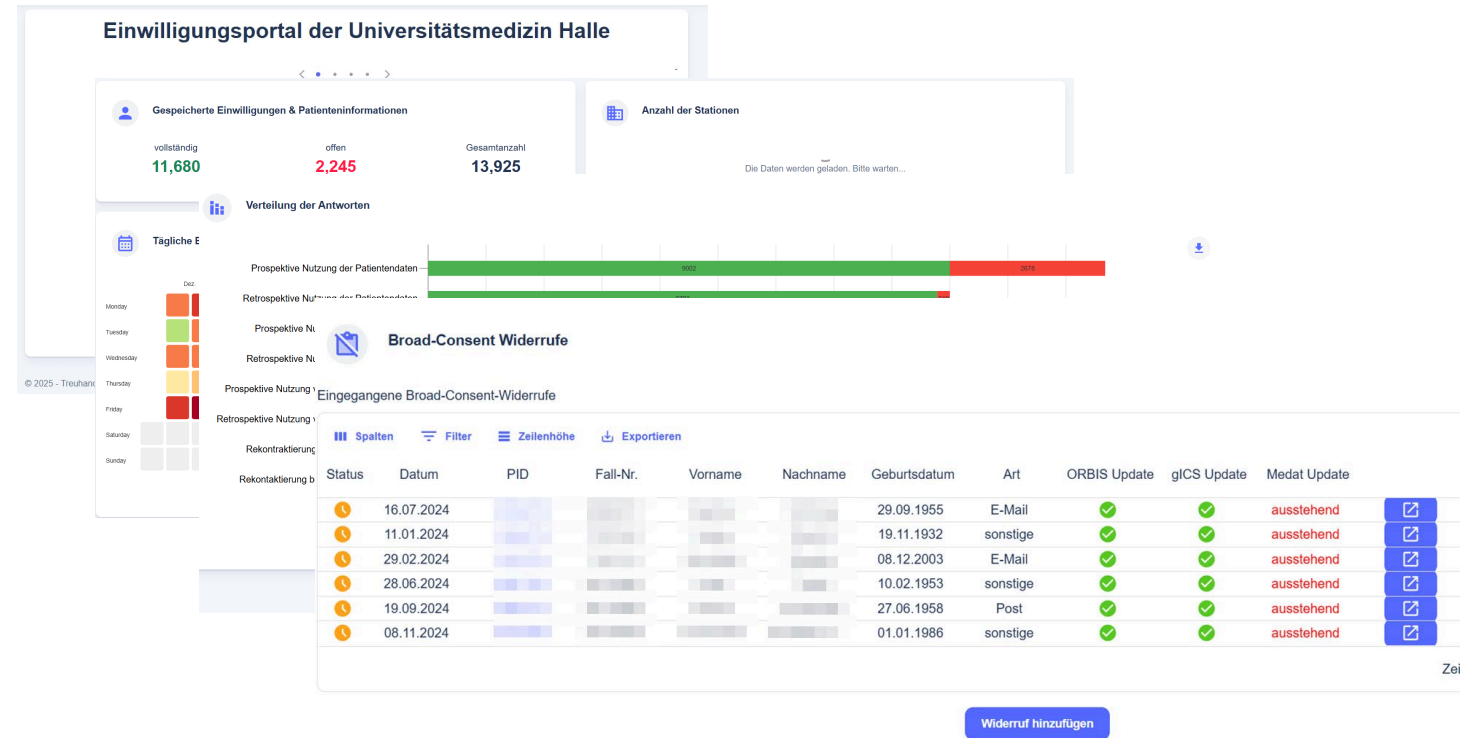 Einwilligungsportal der Universitätsmedizin Halle
Gespeicherte Einwilligungen & Patienteninformationen
vollständig offen Gesamtanzahl
11,680 2,245 13,925
Anzahl der Stationen
Die Daten werden geladen. Bitte warten...
Tägliche E
Dez
Monday
Tuesday
Wednesday
Thursday
Friday
Saturday
Sunday
© 2025 - Treuhand
Verteilung der Antworten
Prospektive Nutzung der Patientendaten 9002 2678
Retrospektive Nutzung der Patientendaten
Prospektive Nu
Retrospektive Nu
Prospektive Nutzung v
Retrospektive Nutzung v
Rekontraktierung
Rekontaktierung b
Broad-Consent Widerrufe
Eingegangene Broad-Consent-Widerrufe
Spalten Filter Zeilenhöhe Exportieren
Status Datum PID Fall-Nr. Vorname Nachname Geburtsdatum Art ORBIS Update gICS Update Medat Update
16.07.2024 29.09.1955 E-Mail ausstehend
11.01.2024 19.11.1932 sonstige ausstehend
29.02.2024 08.12.2003 E-Mail ausstehend
28.06.2024 10.02.1953 sonstige ausstehend
19.09.2024 27.06.1958 Post ausstehend
08.11.2024 01.01.1986 sonstige ausstehend
Zei
Widerruf hinzufügen